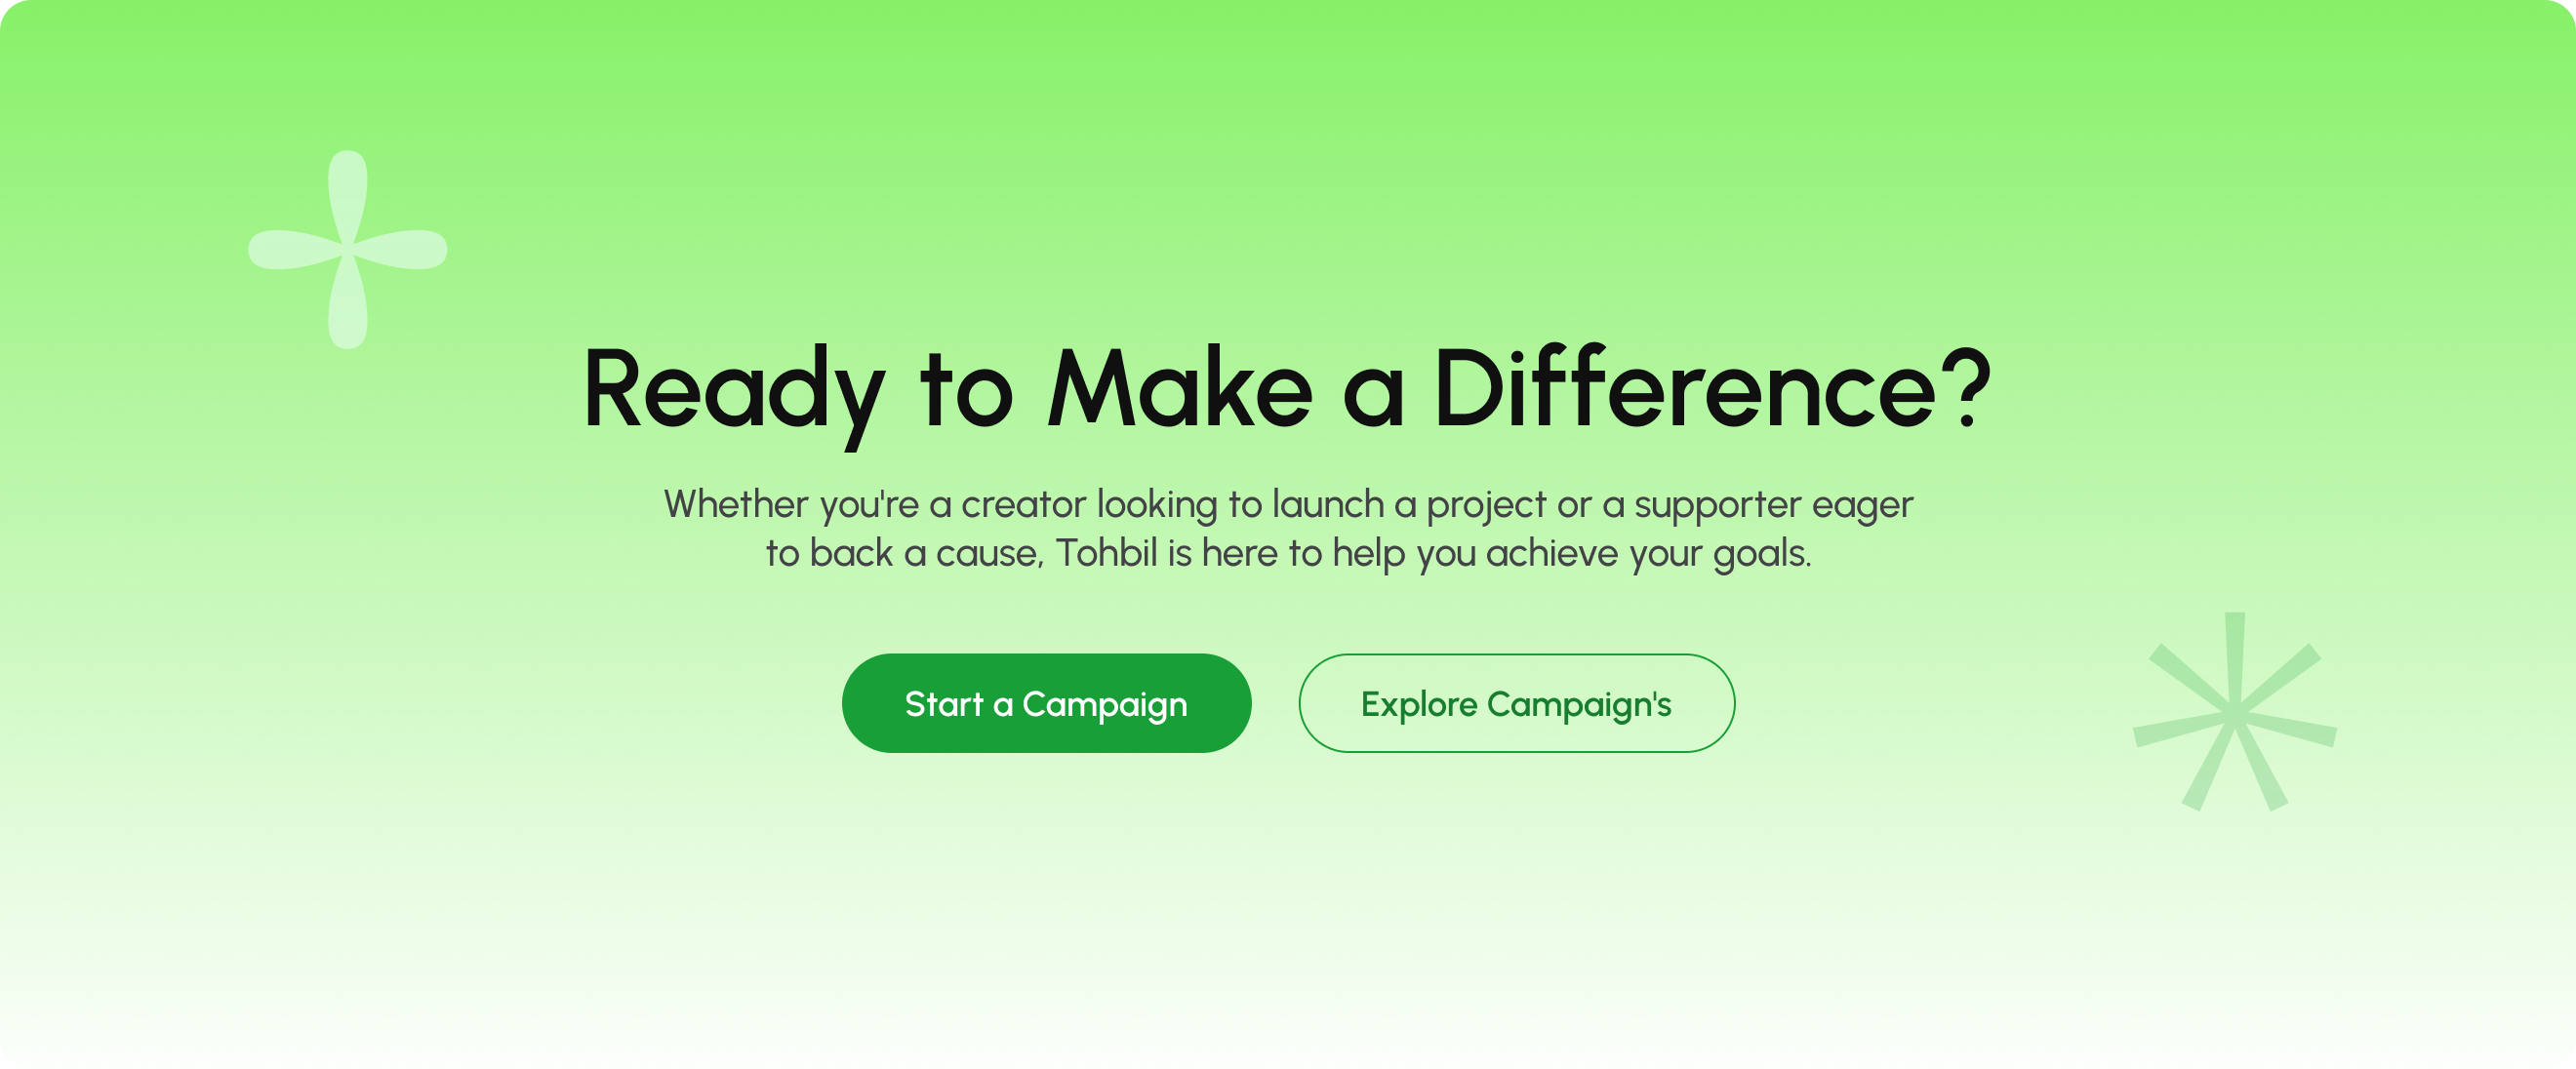 Ready to Make a Difference?
Whether you're a creator looking to launch a project or a supporter eager
to back a cause, Tohbil is here to help you achieve your goals.
Start a Campaign
Explore Campaign's